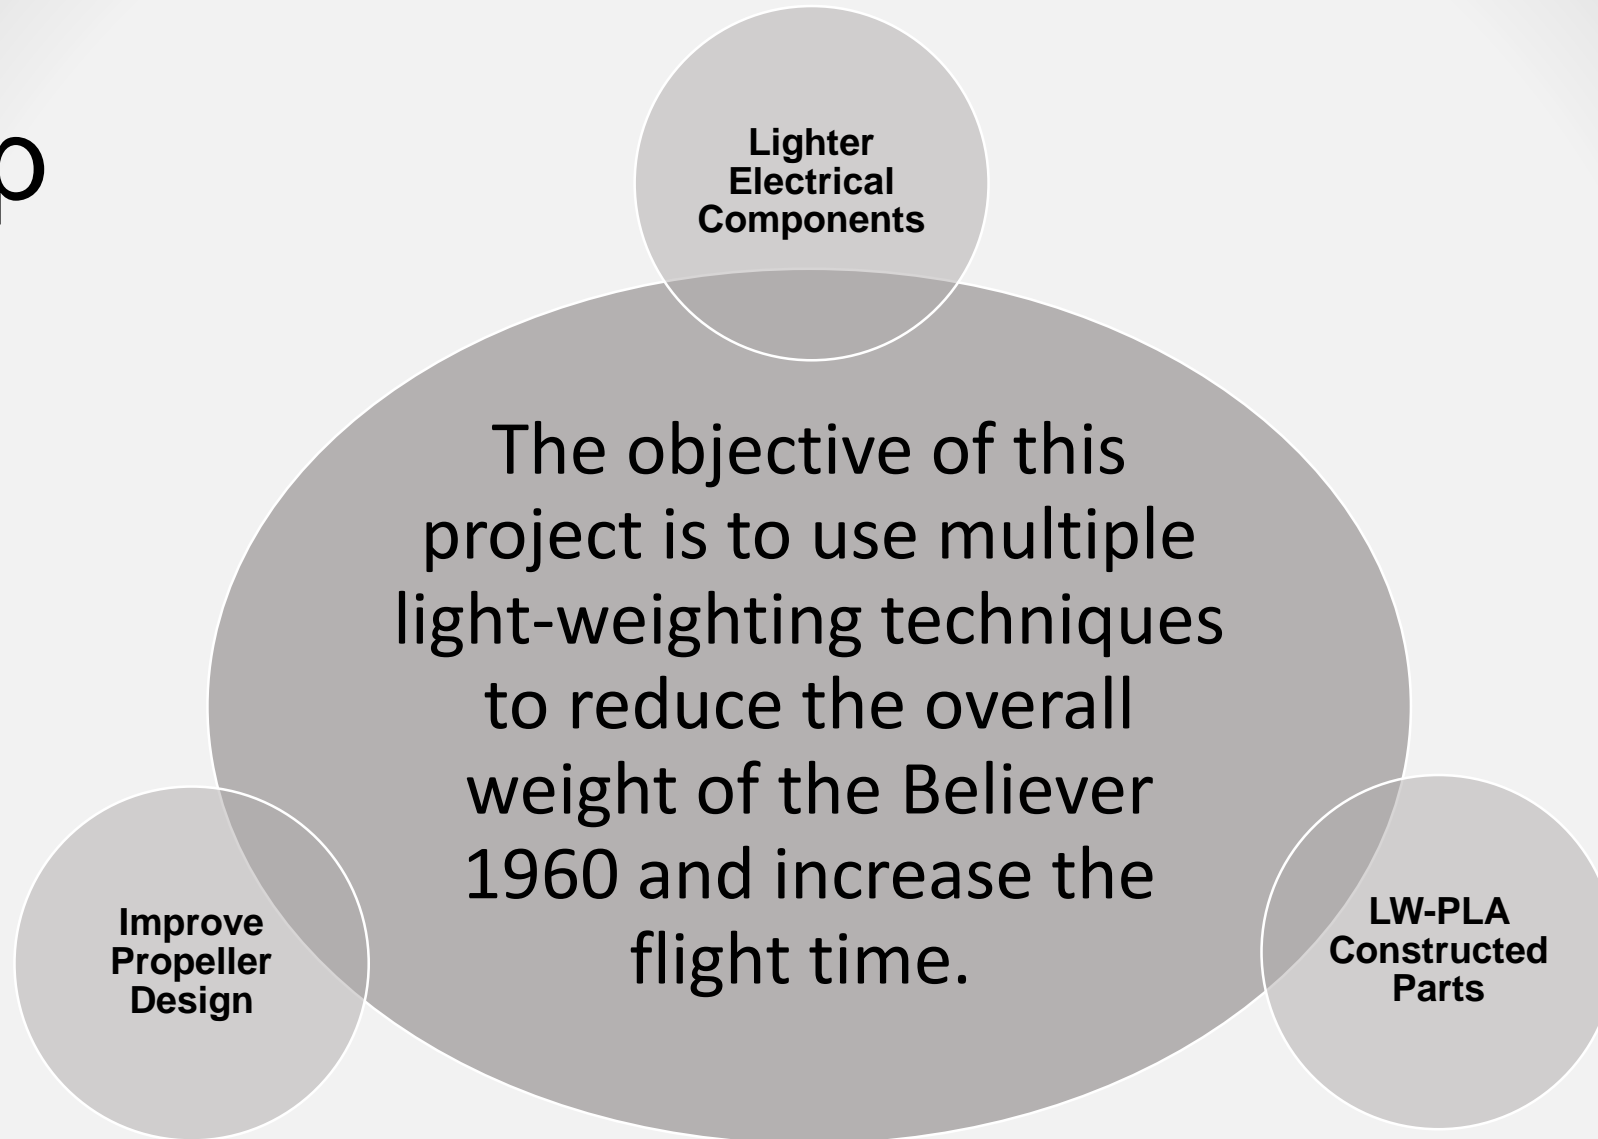 p
Lighter
Electrical
Components
The objective of this
project is to use multiple
light-weighting techniques
to reduce the overall
weight of the Believer
1960 and increase the
flight time.
Improve
Propeller
Design
LW-PLA
Constructed
Parts